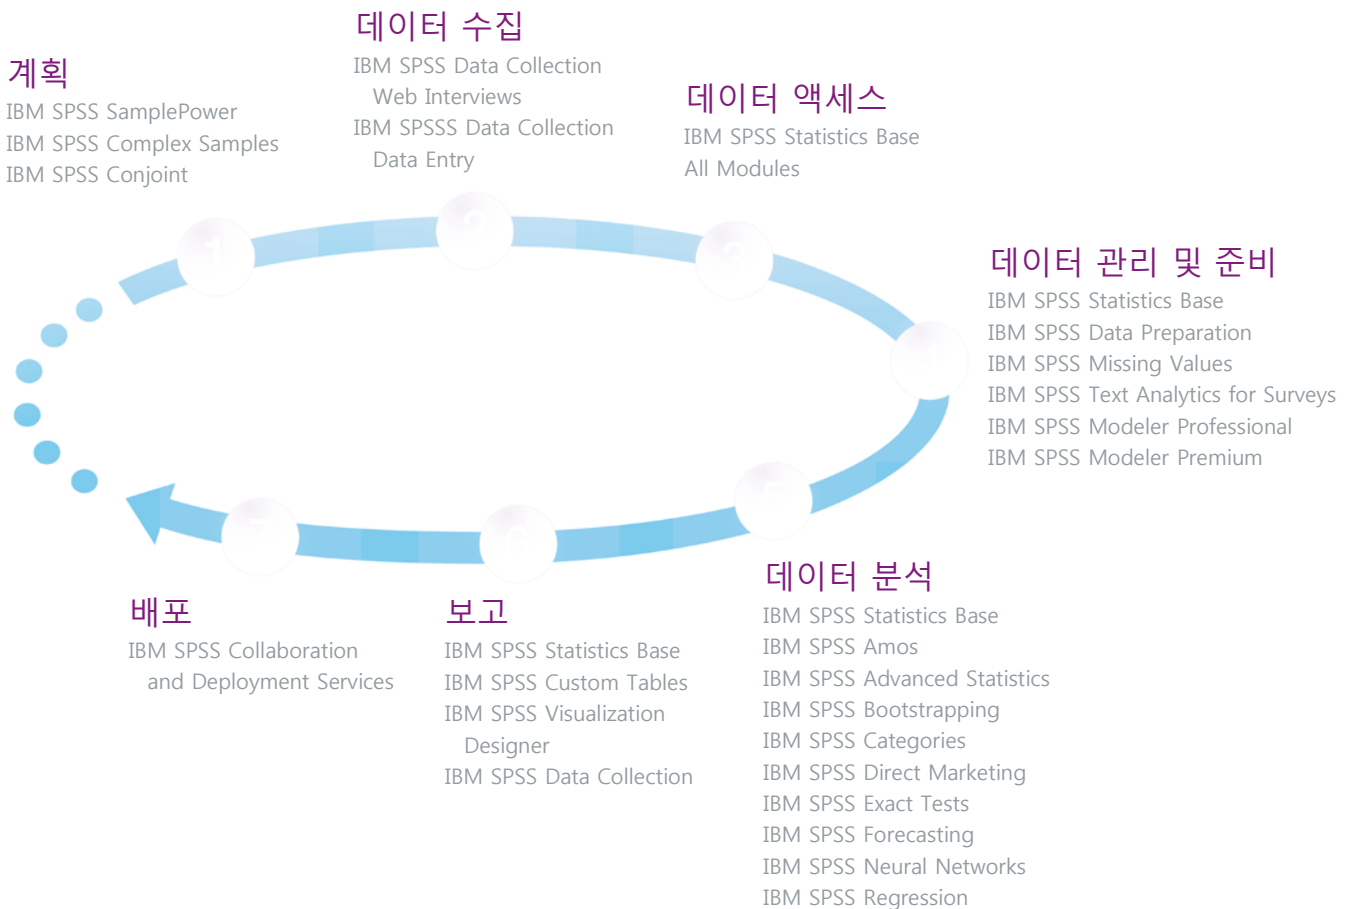 계획
IBM SPSS SamplePower
IBM SPSS Complex Samples
IBM SPSS Conjoint
데이터 수집
IBM SPSS Data Collection
Web Interviews
IBM SPSSS Data Collection
Data Entry
데이터 액세스
IBM SPSS Statistics Base
All Modules
데이터 관리 및 준비
IBM SPSS Statistics Base
IBM SPSS Data Preparation
IBM SPSS Missing Values
IBM SPSS Text Analytics for Surveys
IBM SPSS Modeler Professional
IBM SPSS Modeler Premium
1
2
3
4
5
6
7
데이터 분석
IBM SPSS Statistics Base
IBM SPSS Amos
IBM SPSS Advanced Statistics
IBM SPSS Bootstrapping
IBM SPSS Categories
IBM SPSS Direct Marketing
IBM SPSS Exact Tests
IBM SPSS Forecasting
IBM SPSS Neural Networks
IBM SPSS Regression
보고
IBM SPSS Statistics Base
IBM SPSS Custom Tables
IBM SPSS Visualization
Designer
IBM SPSS Data Collection
배포
IBM SPSS Collaboration
and Deployment Services